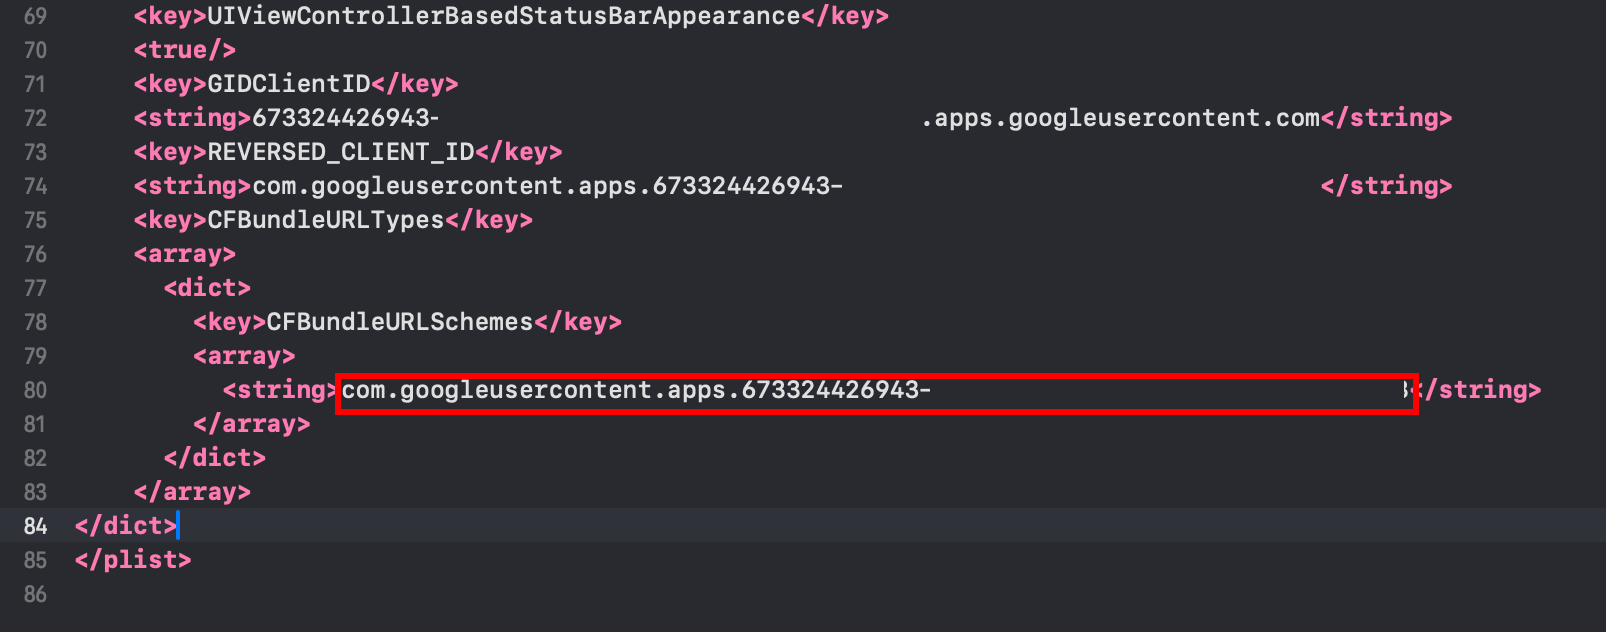 69 <key>UIViewControllerBasedStatusBarAppearance</key>
70 <true/>
71 <key>GIDClientID</key>
72 <string>673324426943- .apps.googleusercontent.com</string>
73 <key>REVERSED_CLIENT_ID</key>
74 <string>com.googleusercontent.apps.673324426943- </string>
75 <key>CFBundleURLTypes</key>
76 <array>
77 <dict>
78 <key>CFBundleURLSchemes</key>
79 <array>
80 <string>com.googleusercontent.apps.673324426943- </string>
81 </array>
82 </dict>
83 </array>
84 </dict>
85 </plist>
86